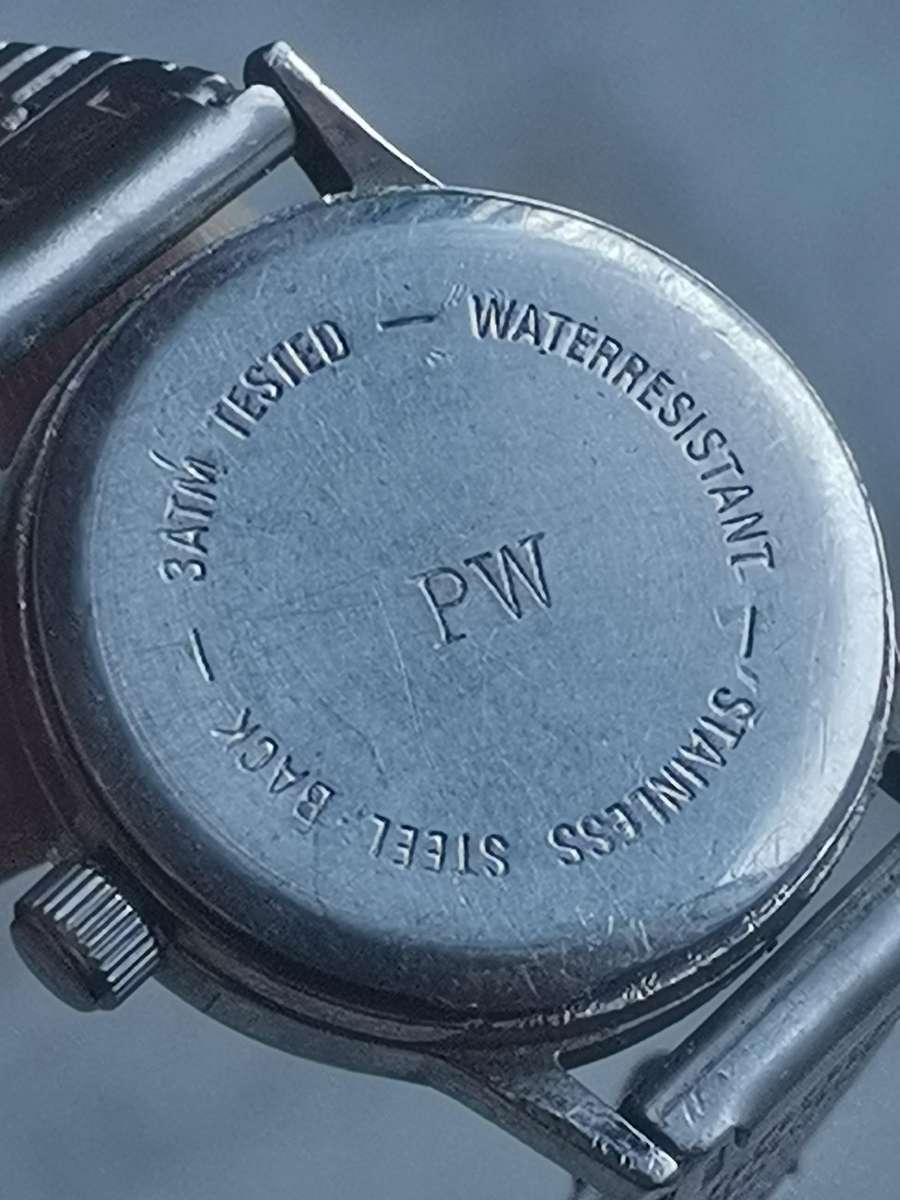 WATERRESISTANT — STAINLESS STEEL BACK — 3ATM TESTED —
PW